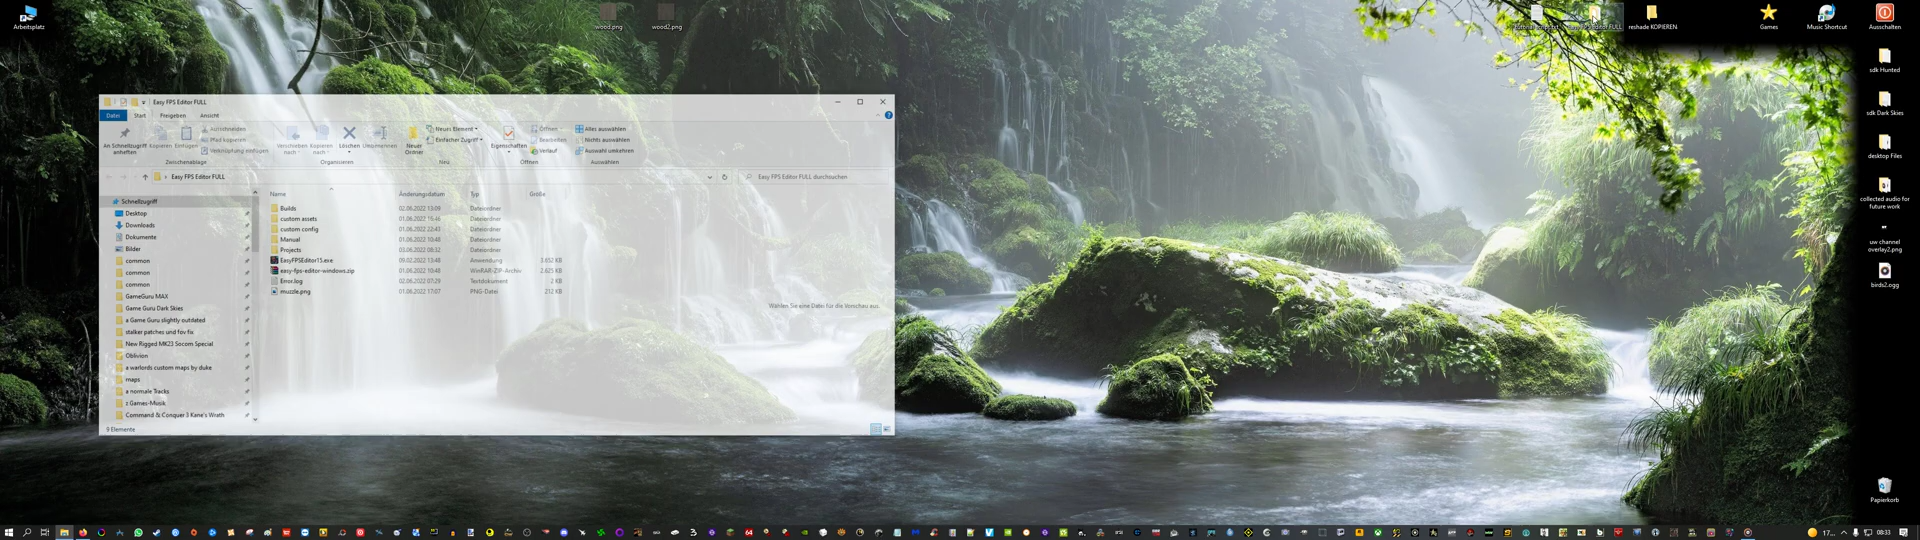 Arbeitsplatz
wood.png
wood2.png
reshade KOPIEREN
Games
Music Shortcut
Ausschalten
sdk Hunted
sdk Dark Skies
desktop Files
collected audio for
future work
uw channel
overlay2.png
birds2.ogg
Papierkorb
Easy FPS Editor FULL
Datei Start Freigeben Ansicht
An Schnellzugriff
anheften
Kopieren
Einfügen
Ausschneiden
Pfad kopieren
Verknüpfung einfügen
Zwischenablage
Verschieben
nach
Kopieren
nach
Löschen
Umbenennen
Organisieren
Neuer
Ordner
Neues Element
Einfacher Zugriff
Neu
Eigenschaften
Öffnen
Bearbeiten
Verlauf
Öffnen
Alles auswählen
Nichts auswählen
Auswahl umkehren
Auswählen
Easy FPS Editor FULL
Easy FPS Editor FULL durchsuchen
Schnellzugriff
Desktop
Downloads
Dokumente
Bilder
common
common
common
GameGuru MAX
Game Guru Dark Skies
a Game Guru slightly outdated
stalker patches und fov fix
New Rigged MK23 Socom Special
Oblivion
a warlords custom maps by duke
maps
a normale Tracks
z Games-Musik
Command & Conquer 3 Kane's Wrath
Name Änderungsdatum Typ Größe
Builds 02.06.2022 13:09 Dateiordner
custom assets 01.06.2022 16:46 Dateiordner
custom config 01.06.2022 22:43 Dateiordner
Manual 01.06.2022 10:48 Dateiordner
Projects 03.06.2022 08:32 Dateiordner
EasyFPSEditor15.exe 09.02.2022 13:48 Anwendung 3.652 KB
easy-fps-editor-windows.zip 01.06.2022 10:48 WinRAR-ZIP-Archiv 2.625 KB
Error.log 02.06.2022 07:29 Textdokument 2 KB
muzzle.png 01.06.2022 17:07 PNG-Datei 212 KB
Wählen Sie eine Datei für die Vorschau aus.
9 Elemente
17...
08:33